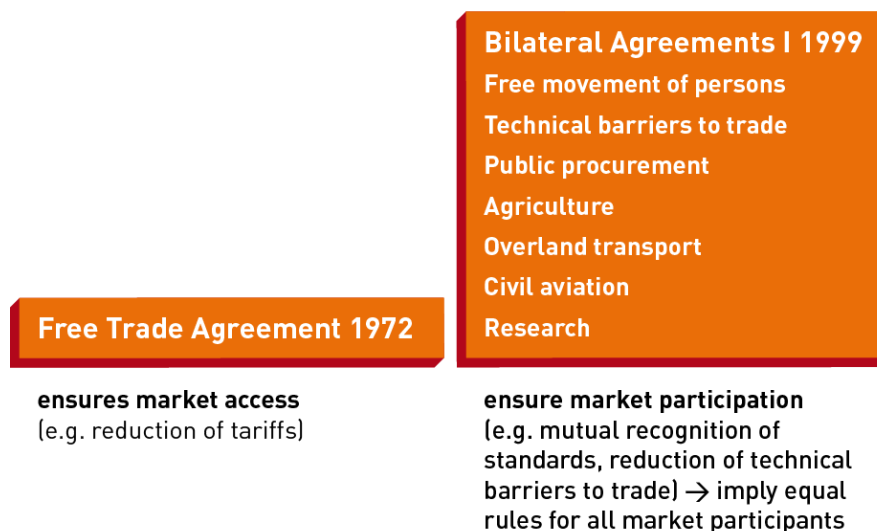 Free Trade Agreement 1972
ensures market access
(e.g. reduction of tariffs)
Bilateral Agreements I 1999
Free movement of persons
Technical barriers to trade
Public procurement
Agriculture
Overland transport
Civil aviation
Research
ensure market participation
(e.g. mutual recognition of
standards, reduction of technical
barriers to trade) → imply equal
rules for all market participants